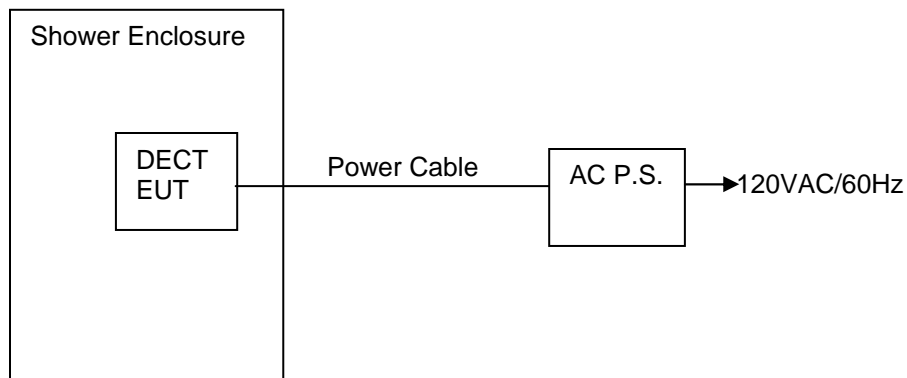 Shower Enclosure
DECT
EUT
Power Cable
AC P.S.
120VAC/60Hz